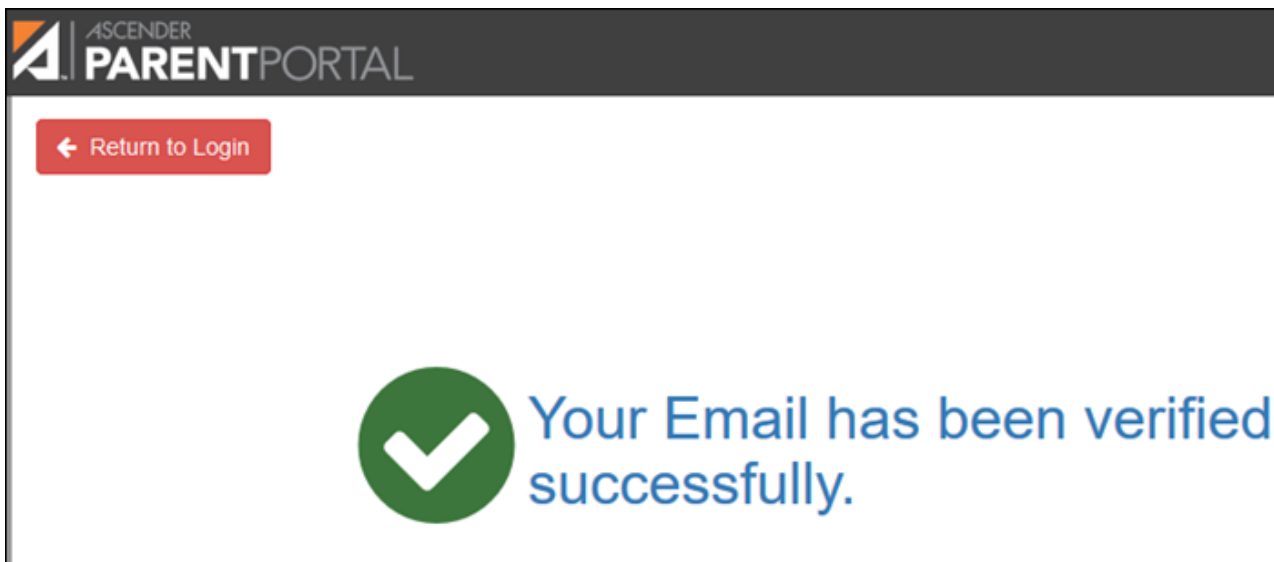 ASCENDER
PARENTPORTAL
Return to Login
Your Email has been verified
successfully.